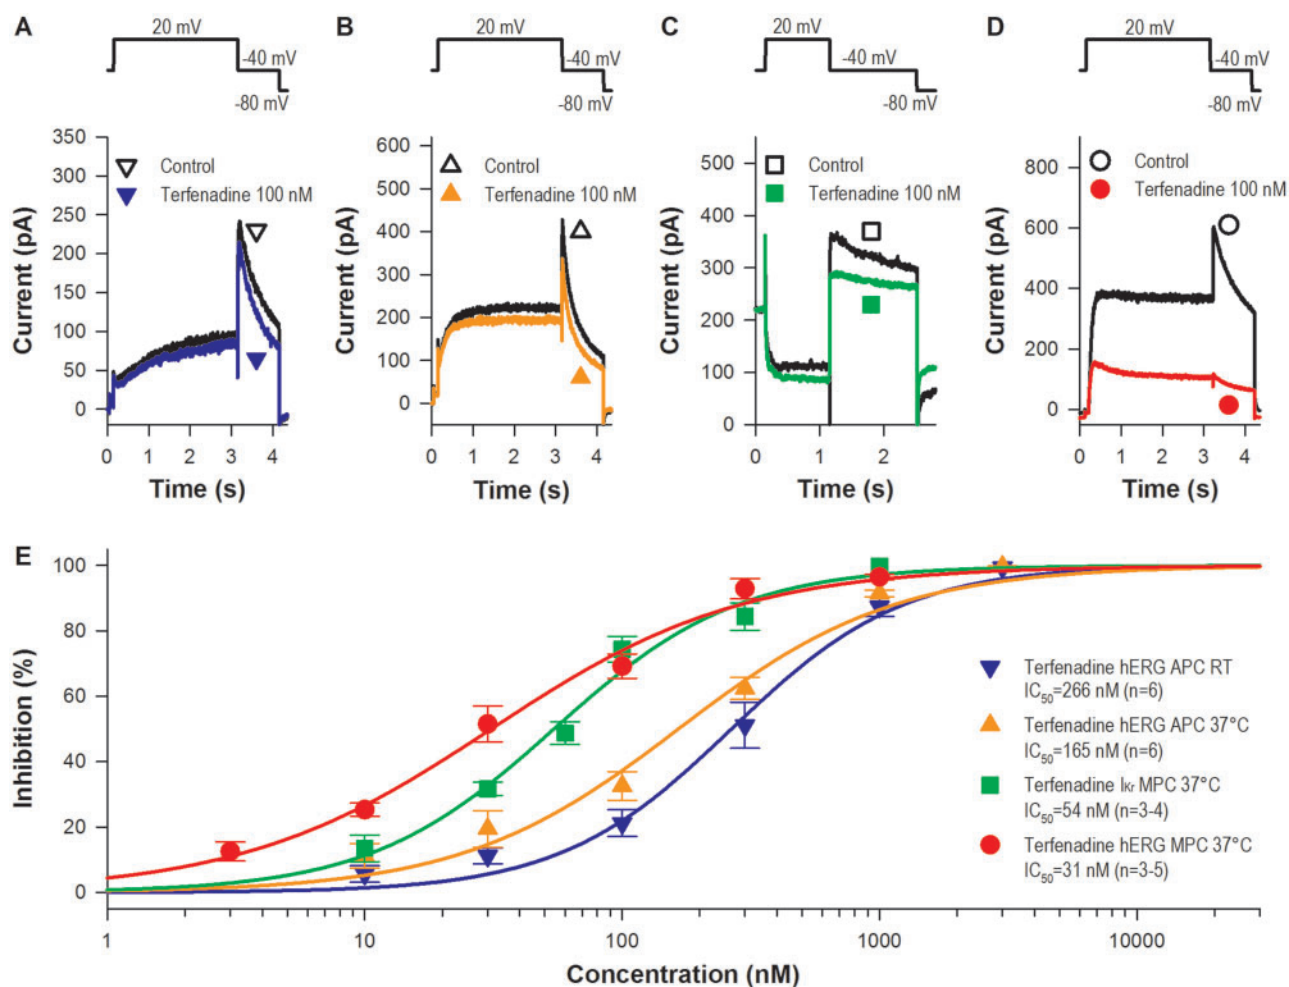 A
20 mV
-40 mV
-80 mV
B
20 mV
-40 mV
-80 mV
C
20 mV
-40 mV
-80 mV
D
20 mV
-40 mV
-80 mV
350
300
250
200
150
100
50
0
Current (pA)
Control
Terfenadine 100 nM
0 1 2 3 4
Time (s)
600
500
400
300
200
100
0
Current (pA)
Control
Terfenadine 100 nM
0 1 2 3 4
Time (s)
500
400
300
200
100
0
Current (pA)
Control
Terfenadine 100 nM
0 1 2
Time (s)
800
600
400
200
0
Current (pA)
Control
Terfenadine 100 nM
0 1 2 3 4
Time (s)
E
100
80
60
40
20
0
Inhibition (%)
Terfenadine hERG APC RT
IC50=266 nM (n=6)
Terfenadine hERG APC 37°C
IC50=165 nM (n=6)
Terfenadine IKr MPC 37°C
IC50=54 nM (n=3-4)
Terfenadine hERG MPC 37°C
IC50=31 nM (n=3-5)
1 10 100 1000 10000
Concentration (nM)